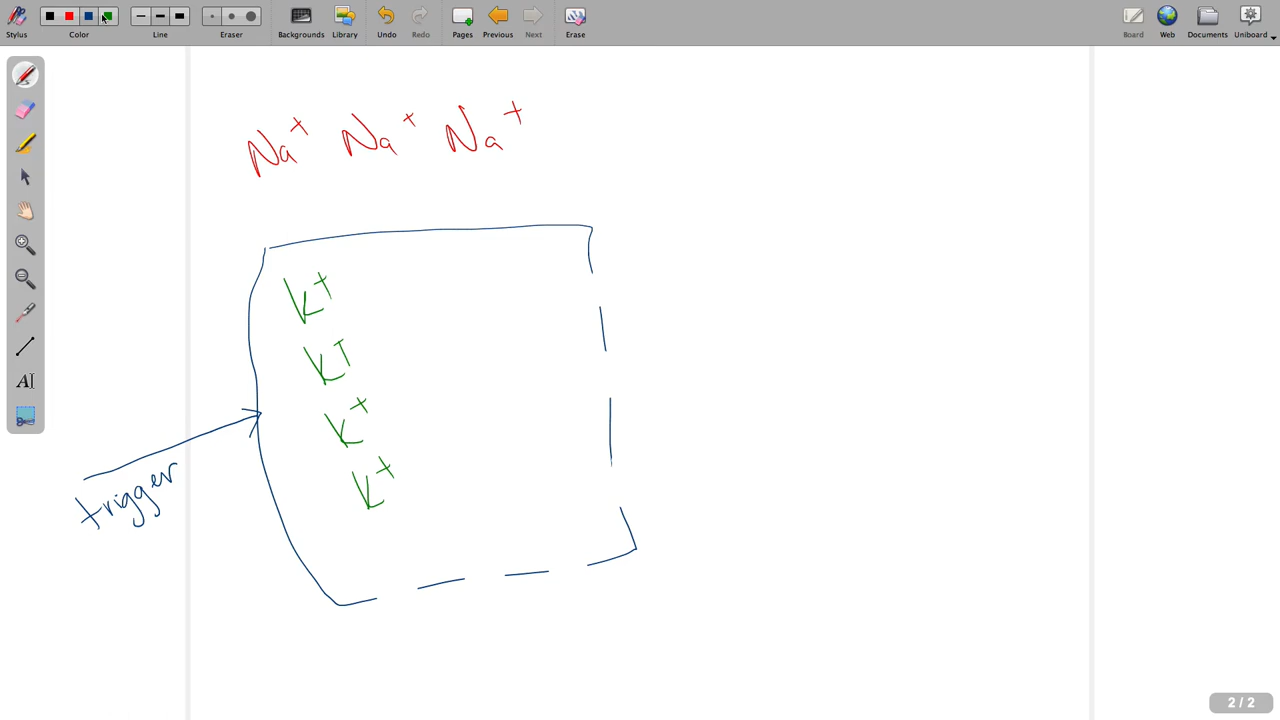 Stylus
Color
Line
Eraser
Backgrounds
Library
Undo
Redo
Pages
Previous
Next
Erase
Board
Web
Documents
Uniboard
A
Na⁺ Na⁺ Na⁺
K⁺
K⁺
K⁺
K⁺
trigger
2 / 2